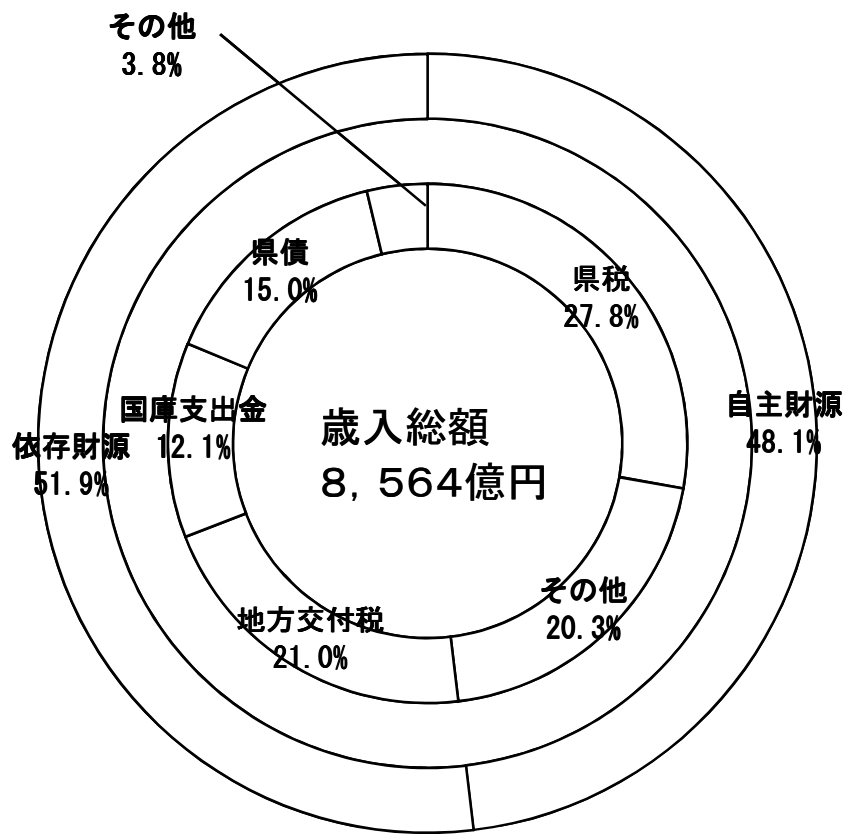 その他
3.8%
県債
15.0%
県税
27.8%
国庫支出金
12.1%
依存財源
51.9%
歳入総額
8,564億円
自主財源
48.1%
その他
20.3%
地方交付税
21.0%